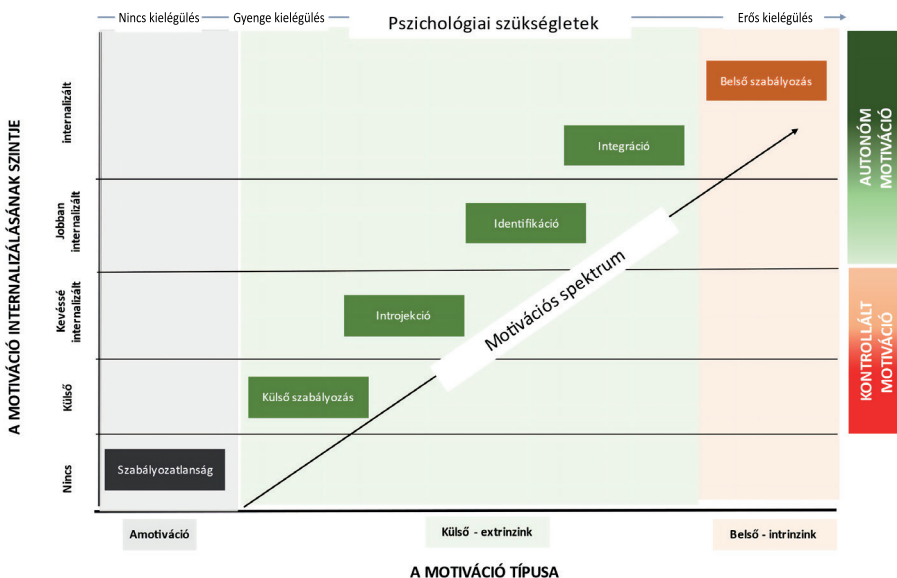 Nincs kielégülés
Gyenge kielégülés
Pszichológiai szükségletek
Erős kielégülés
A MOTIVÁCIÓ INTERNALIZÁLÁSÁNAK SZINTJE
internalizált
Belső szabályozás
Integráció
Jobban
internalizált
Identifikáció
Kevéssé
internalizált
Introjekció
Motivációs spektrum
Külső
Külső szabályozás
Nincs
Szabályozatlanság
AUTONÓM
MOTIVÁCIÓ
KONTROLLÁLT
MOTIVÁCIÓ
Amotiváció
Külső - extrinzink
Belső - intrinzink
A MOTIVÁCIÓ TÍPUSA